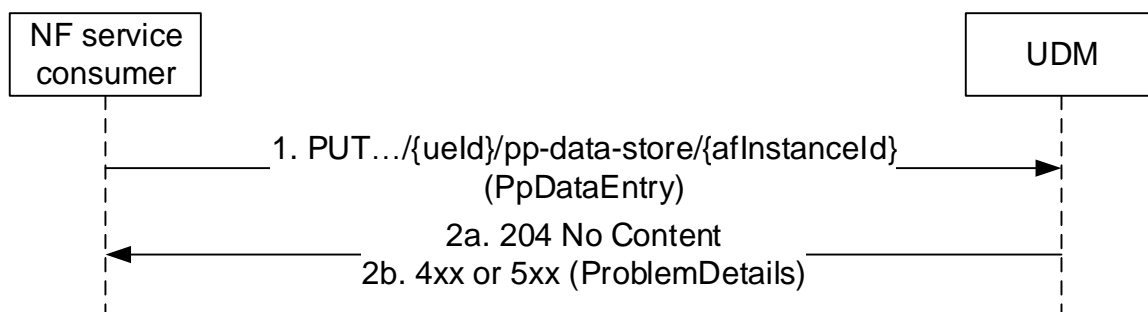 NF service
consumer
UDM
1. PUT…/{ueId}/pp-data-store/{afInstanceId}
(PpDataEntry)
2a. 204 No Content
2b. 4xx or 5xx (ProblemDetails)